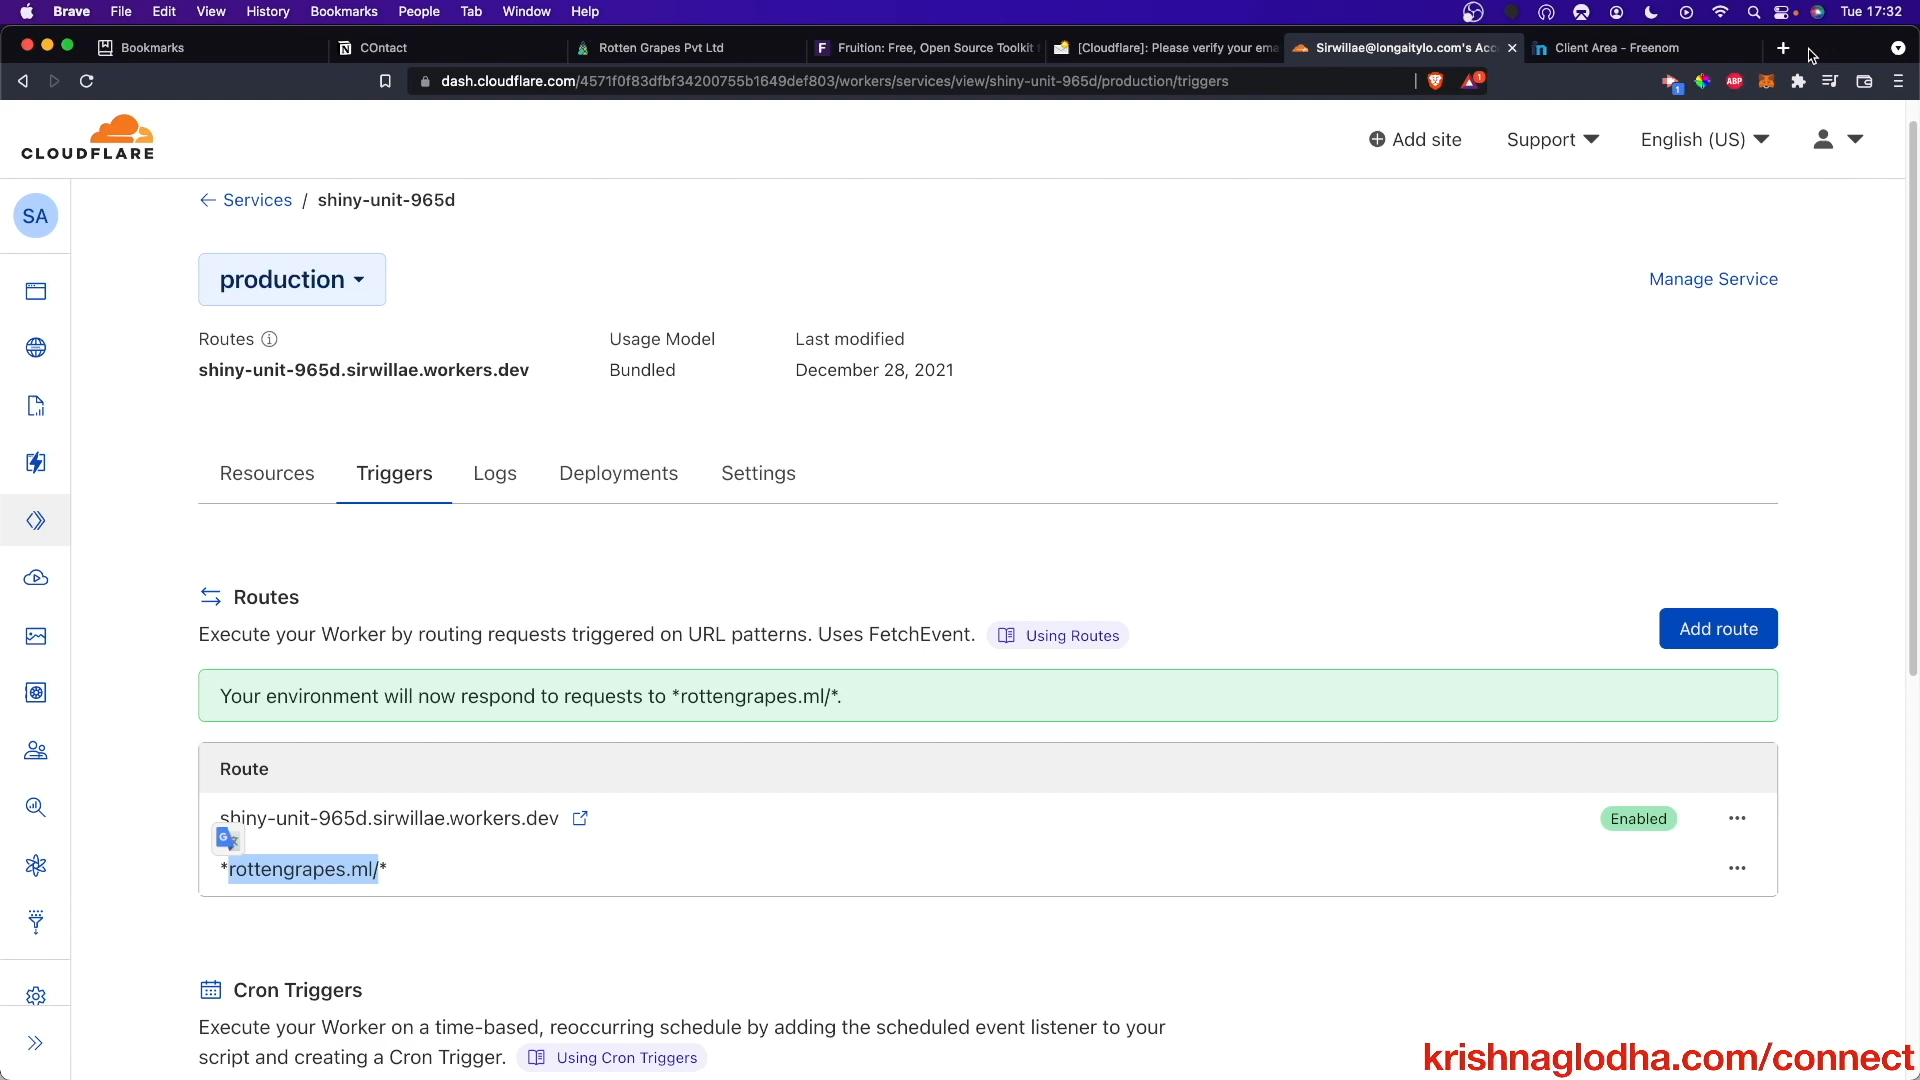 Brave File Edit View History Bookmarks People Tab Window Help Tue 17:32
Bookmarks COntact Rotten Grapes Pvt Ltd Fruition: Free, Open Source Toolkit [Cloudflare]: Please verify your ema Sirwillae@longaitylo.com's Acc Client Area - Freenom
dash.cloudflare.com/4571f0f83dfbf34200755b1649def803/workers/services/view/shiny-unit-965d/production/triggers
1
1
ABP
CLOUDFLARE
Add site Support English (US)
SA
Services / shiny-unit-965d
production
Manage Service
Routes Usage Model Last modified
shiny-unit-965d.sirwillae.workers.dev Bundled December 28, 2021
Resources Triggers Logs Deployments Settings
Routes
Execute your Worker by routing requests triggered on URL patterns. Uses FetchEvent. Using Routes
Add route
Your environment will now respond to requests to *rottengrapes.ml/*.
Route
shiny-unit-965d.sirwillae.workers.dev Enabled
*rottengrapes.ml/*
Cron Triggers
Execute your Worker on a time-based, reoccurring schedule by adding the scheduled event listener to your
script and creating a Cron Trigger. Using Cron Triggers
krishnaglodha.com/connect